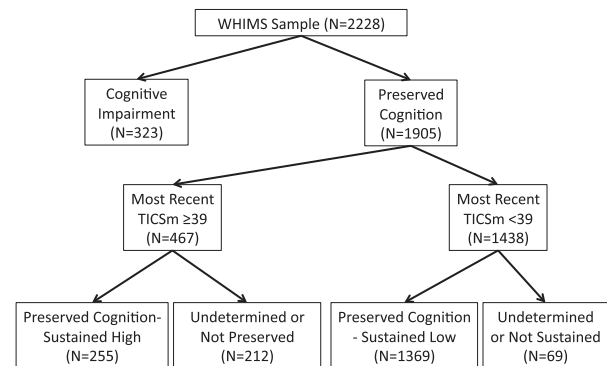 WHIMS Sample (N=2228)
Cognitive
Impairment
(N=323)
Preserved
Cognition
(N=1905)
Most Recent
TICSm ≥39
(N=467)
Most Recent
TICSm <39
(N=1438)
Preserved Cognition-
Sustained High
(N=255)
Undetermined or
Not Preserved
(N=212)
Preserved Cognition
- Sustained Low
(N=1369)
Undetermined
or Not Sustained
(N=69)